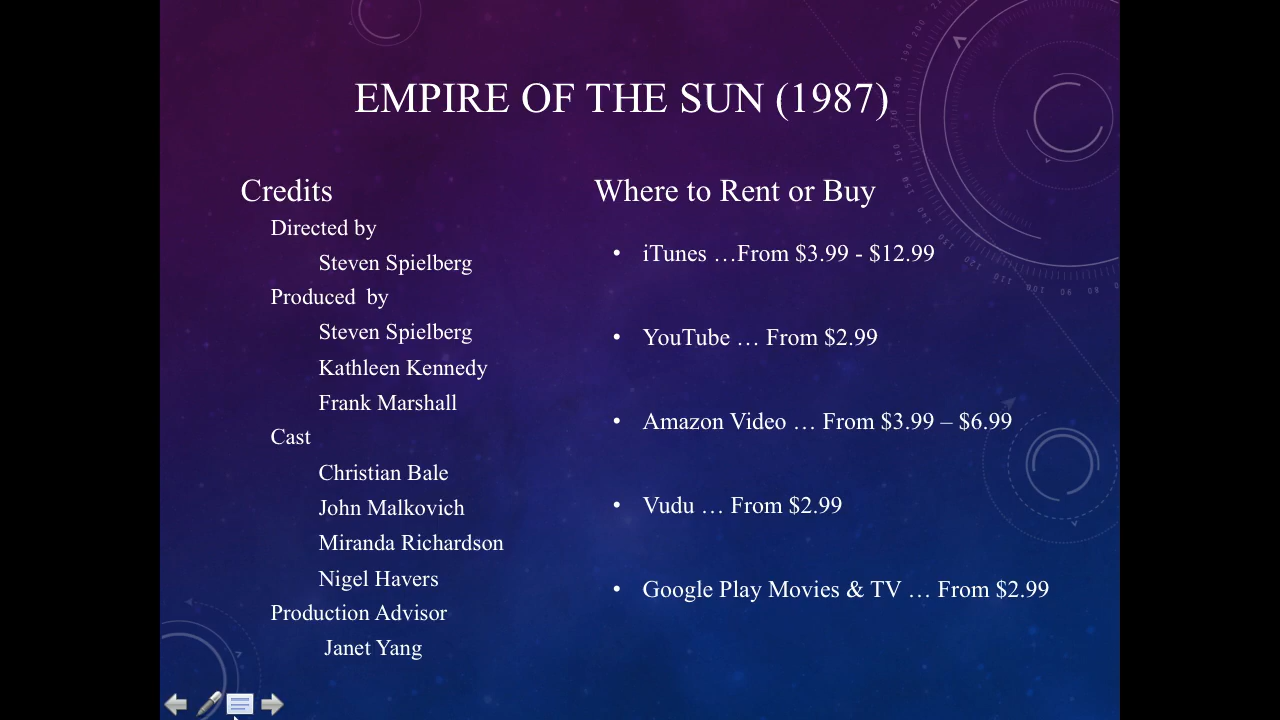 EMPIRE OF THE SUN (1987)
Credits
Directed by
Steven Spielberg
Produced by
Steven Spielberg
Kathleen Kennedy
Frank Marshall
Cast
Christian Bale
John Malkovich
Miranda Richardson
Nigel Havers
Production Advisor
Janet Yang
Where to Rent or Buy
• iTunes …From $3.99 - $12.99
• YouTube … From $2.99
• Amazon Video … From $3.99 – $6.99
• Vudu … From $2.99
• Google Play Movies & TV … From $2.99